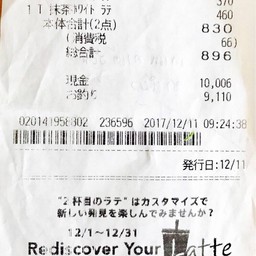 370
1 T 抹茶ホワイト ラテ 460
本体合計(2点) 830
(消費税 66)
総合計 896
現金 10,006
お釣り 9,110
0201419583802 236596 2017/12/11 09:24:38
発行日:12/11
"2杯目のラテ"はカスタマイズで
新しい発見を楽しんでみませんか?
12/1～12/31
Rediscover Your Latte